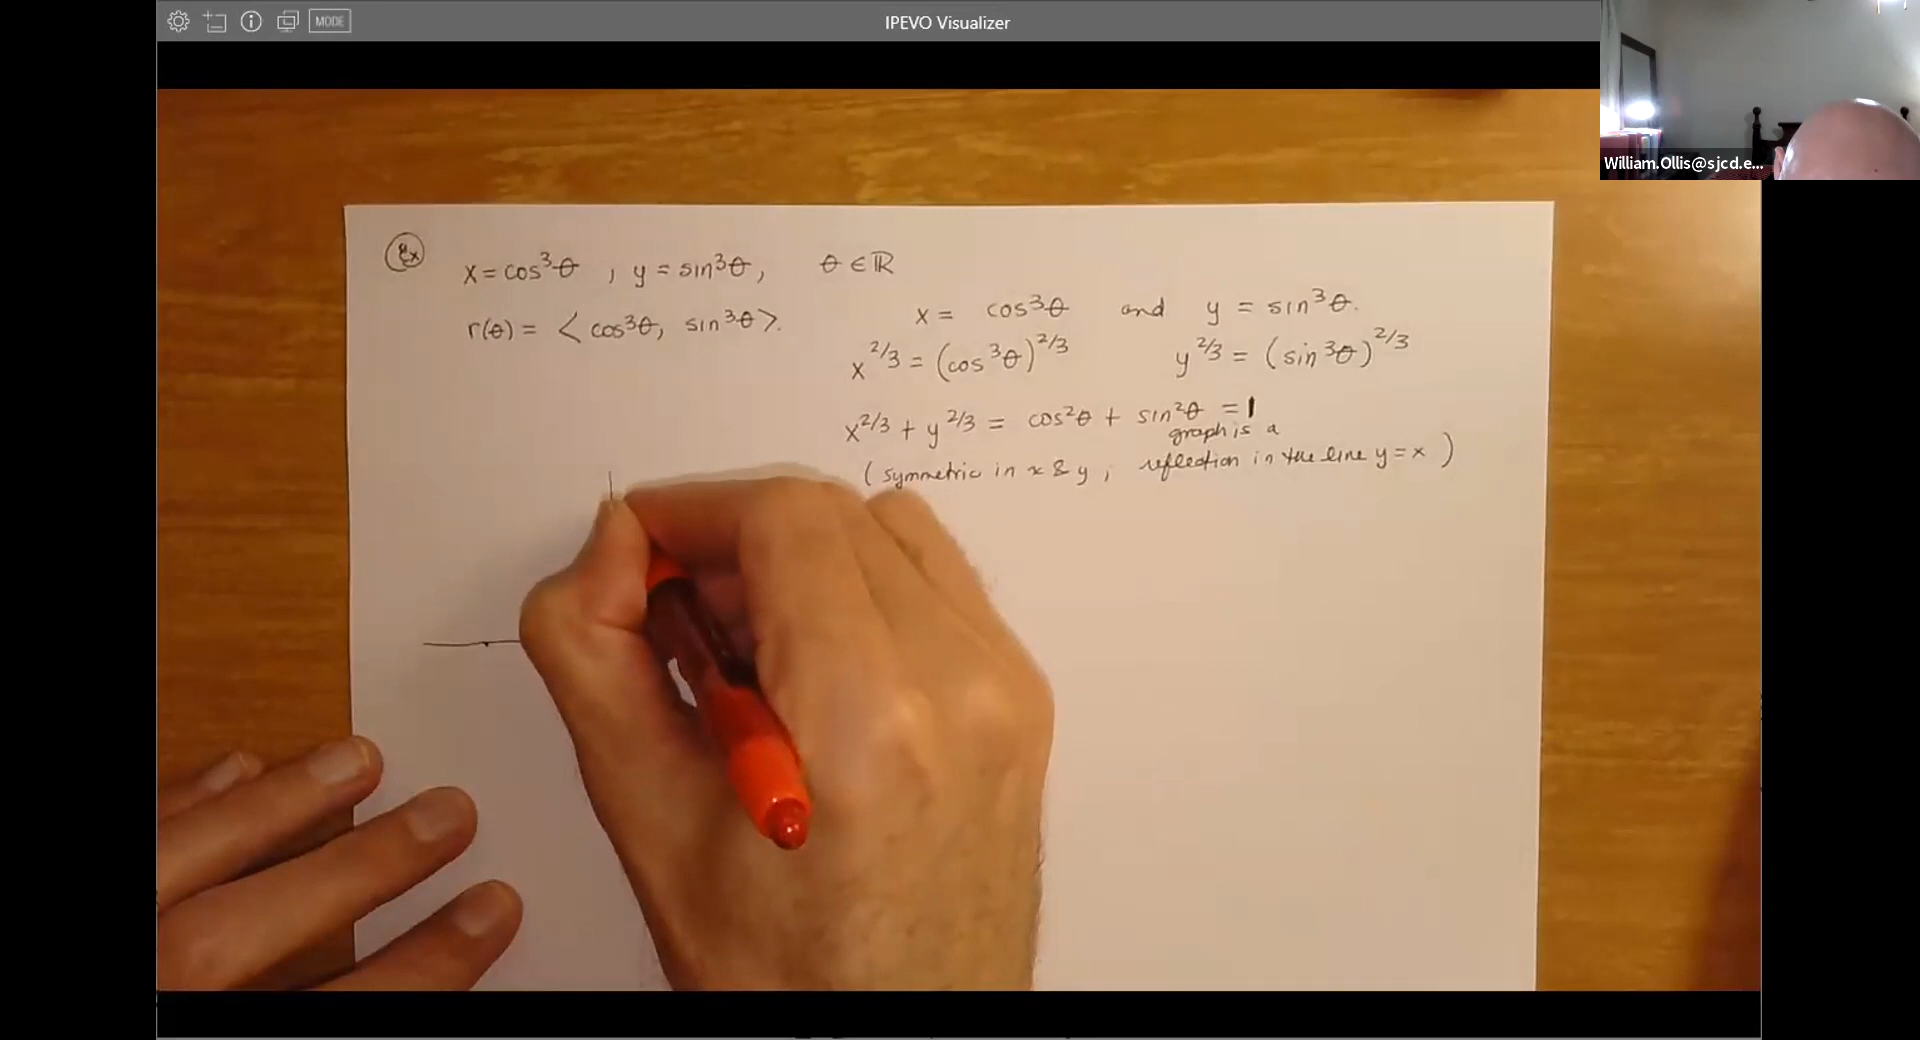 MODE
IPEVO Visualizer
William.Ollis@sjcd.e...
Ex
x = cos³θ , y = sin³θ, θ ∈ ℝ
r(θ) = < cos³θ, sin³θ >.
x = cos³θ and y = sin³θ.
x^2/3 = (cos³θ)^2/3 y^2/3 = (sin³θ)^2/3
x^2/3 + y^2/3 = cos²θ + sin²θ = 1
graph is a
(symmetric in x & y, reflection in the line y = x)